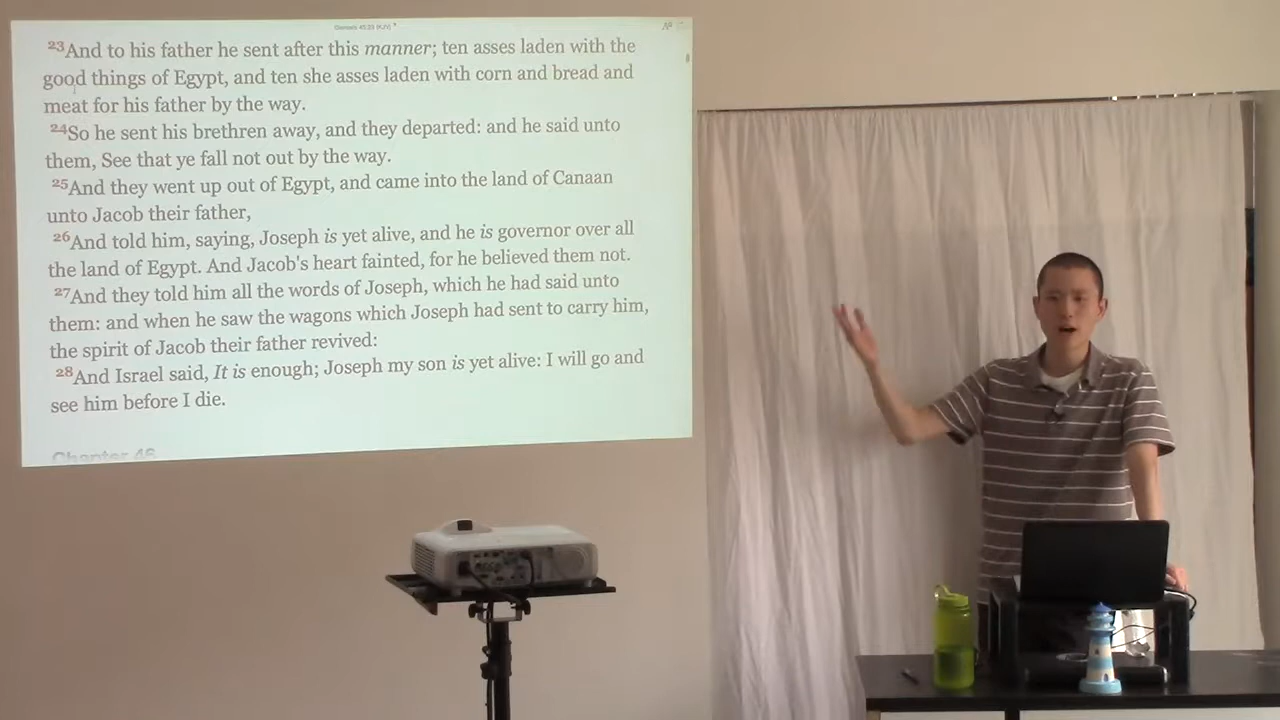 Genesis 45:23 (KJV)
23And to his father he sent after this manner; ten asses laden with the
good things of Egypt, and ten she asses laden with corn and bread and
meat for his father by the way.
24So he sent his brethren away, and they departed: and he said unto
them, See that ye fall not out by the way.
25And they went up out of Egypt, and came into the land of Canaan
unto Jacob their father,
26And told him, saying, Joseph is yet alive, and he is governor over all
the land of Egypt. And Jacob's heart fainted, for he believed them not.
27And they told him all the words of Joseph, which he had said unto
them: and when he saw the wagons which Joseph had sent to carry him,
the spirit of Jacob their father revived:
28And Israel said, It is enough; Joseph my son is yet alive: I will go and
see him before I die.
Chapter 46